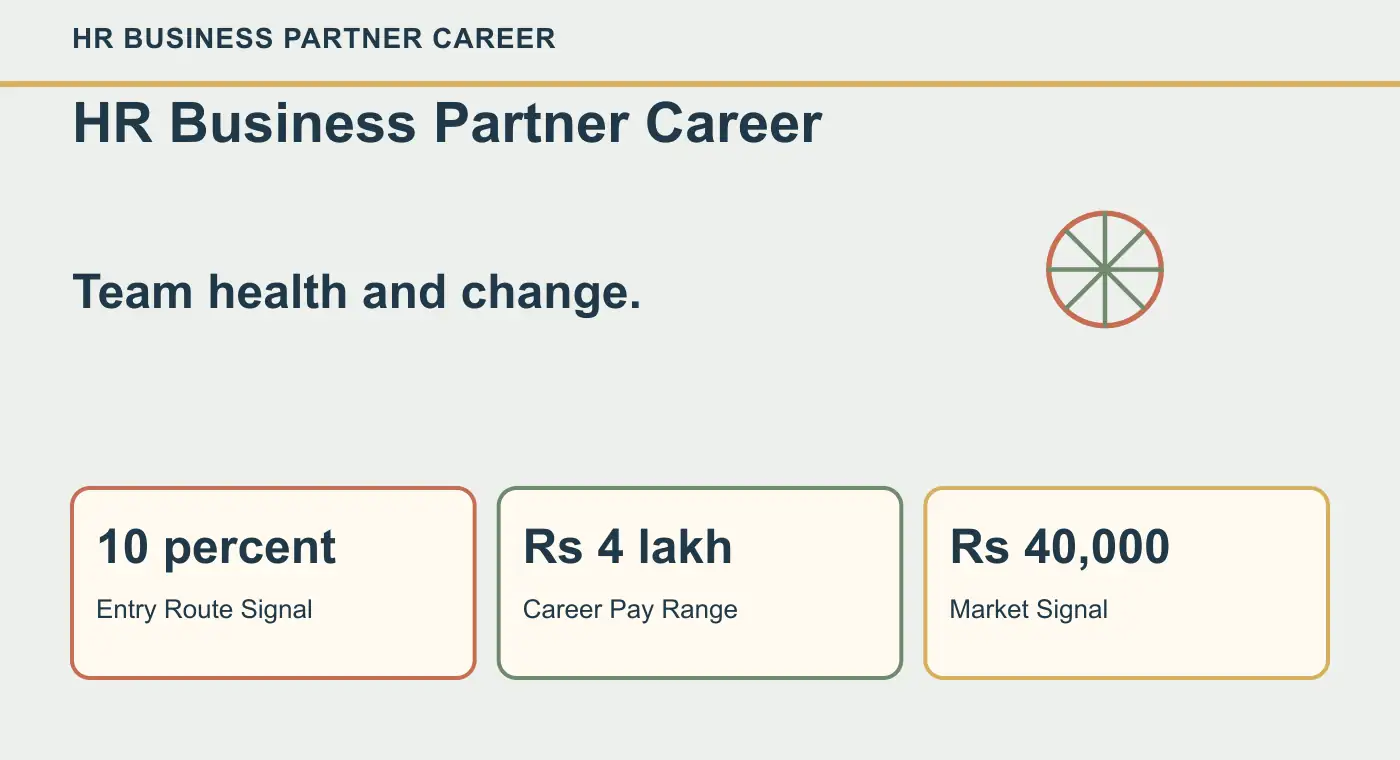 HR BUSINESS PARTNER CAREER
HR Business Partner Career
Team health and change.
10 percent
Entry Route Signal
Rs 4 lakh
Career Pay Range
Rs 40,000
Market Signal